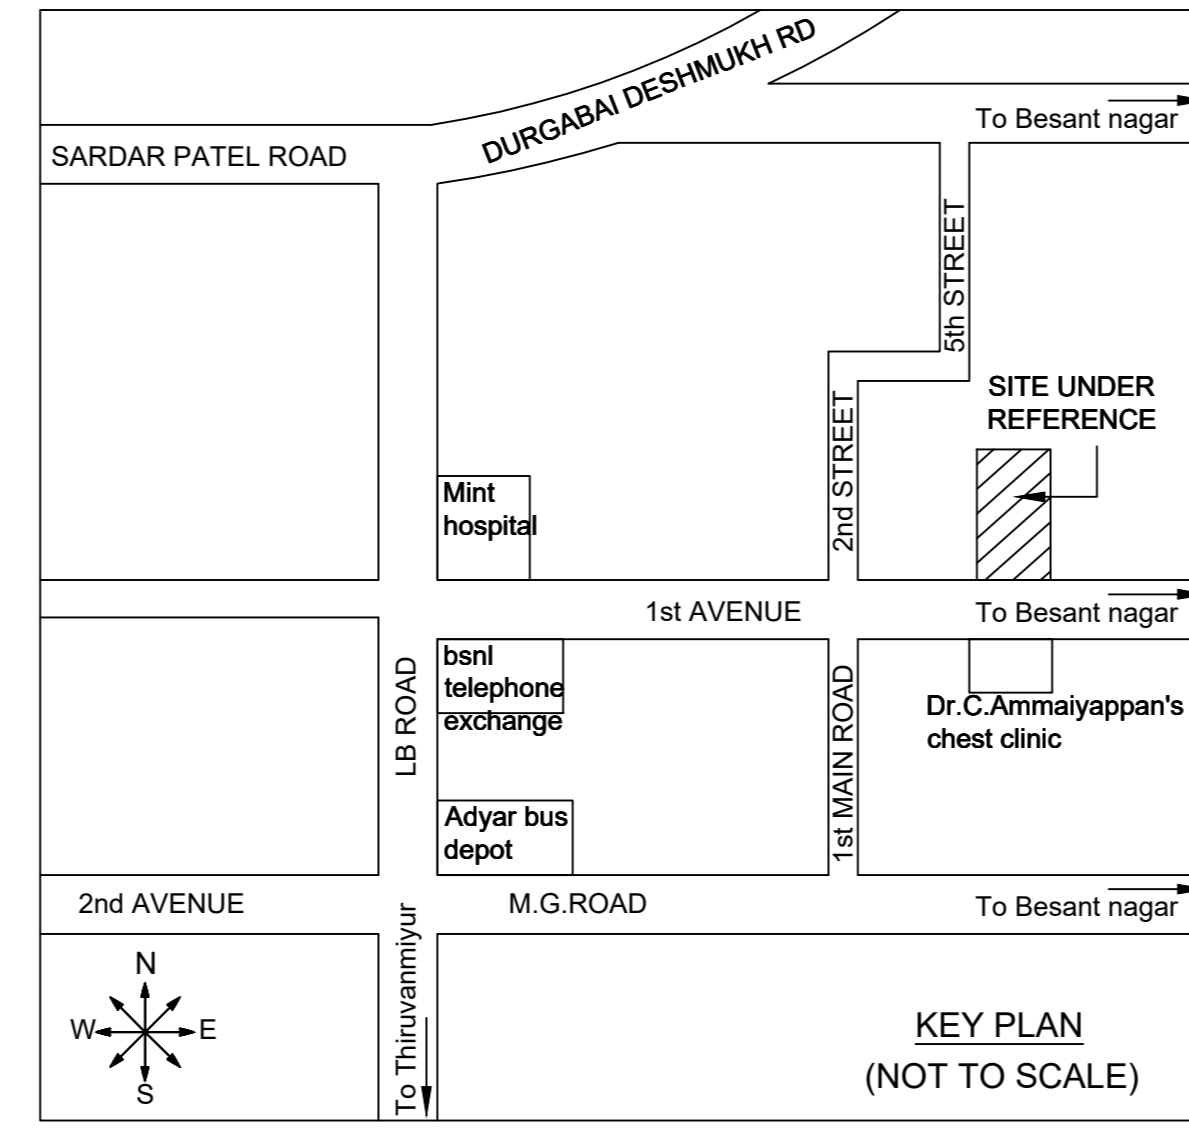 DURGABAI DESHMUKH RD
To Besant nagar
SARDAR PATEL ROAD
5th STREET
SITE UNDER
REFERENCE
2nd STREET
Mint
hospital
1st AVENUE
To Besant nagar
bsnl
telephone
exchange
LB ROAD
1st MAIN ROAD
Dr.C.Ammaiyappan's
chest clinic
Adyar bus
depot
2nd AVENUE
M.G.ROAD
To Besant nagar
To Thiruvanmiyur
N
W
E
S
KEY PLAN
(NOT TO SCALE)